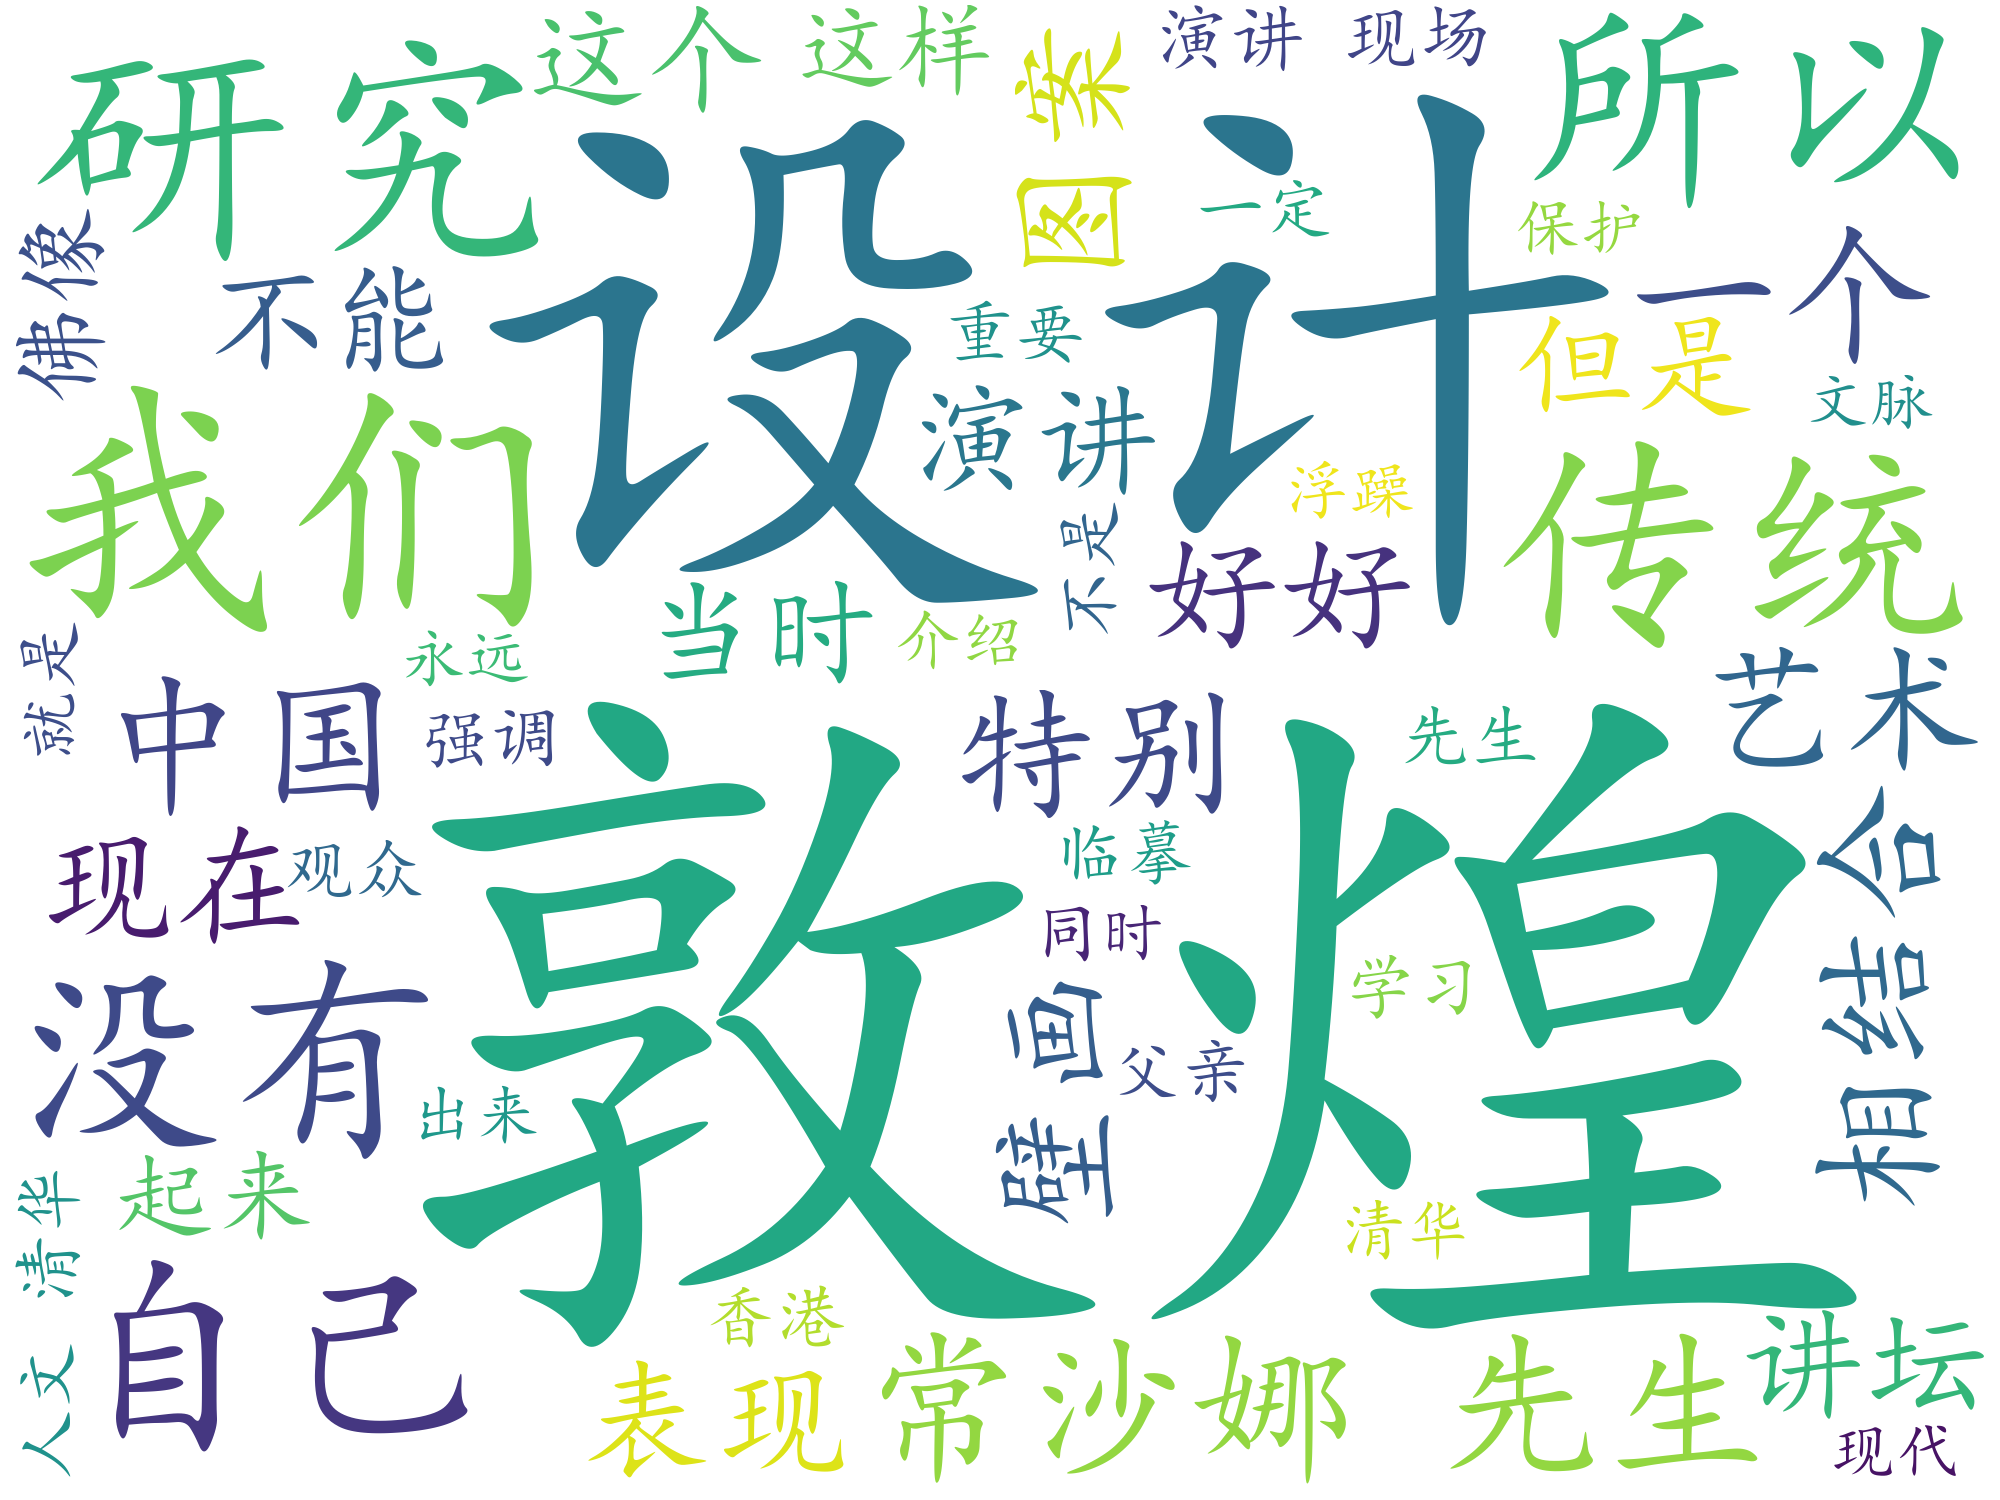 研究
这个
这样
图案
演讲 现场
所以
设计
一定
保护
佛像
不能
重要
一个
但是
文脉
我们
演讲
浮躁
传统
不是
好好
当时
介绍
永远
就是
中国
强调
特别
先生
艺术
敦煌
现在
观众
临摹
同时
相结合
没有
壁画
学习
父亲
出来
起来
清华
人文 清华
自己
香港
表现
常沙娜 先生
讲坛
现代